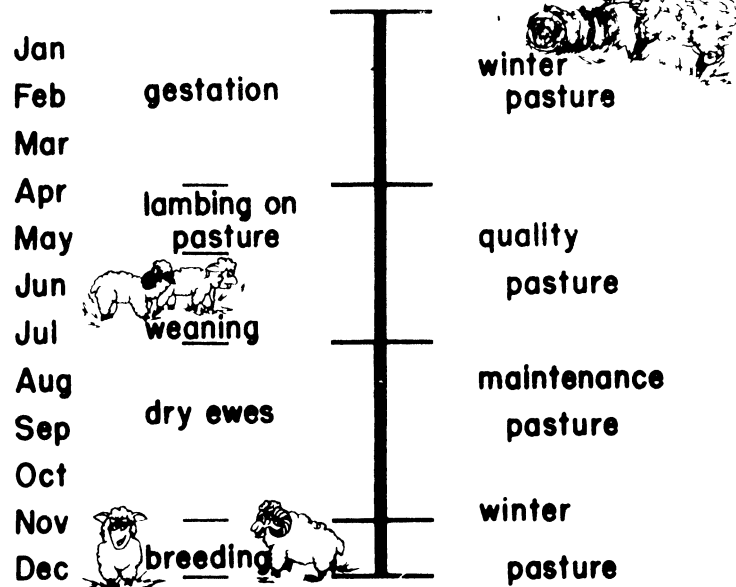 Jan
Feb
Mar
Apr
May
Jun
Jul
Aug
Sep
Oct
Nov
Dec
gestation
lambing on
pasture
weaning
dry ewes
breeding
winter
pasture
quality
pasture
maintenance
pasture
winter
pasture